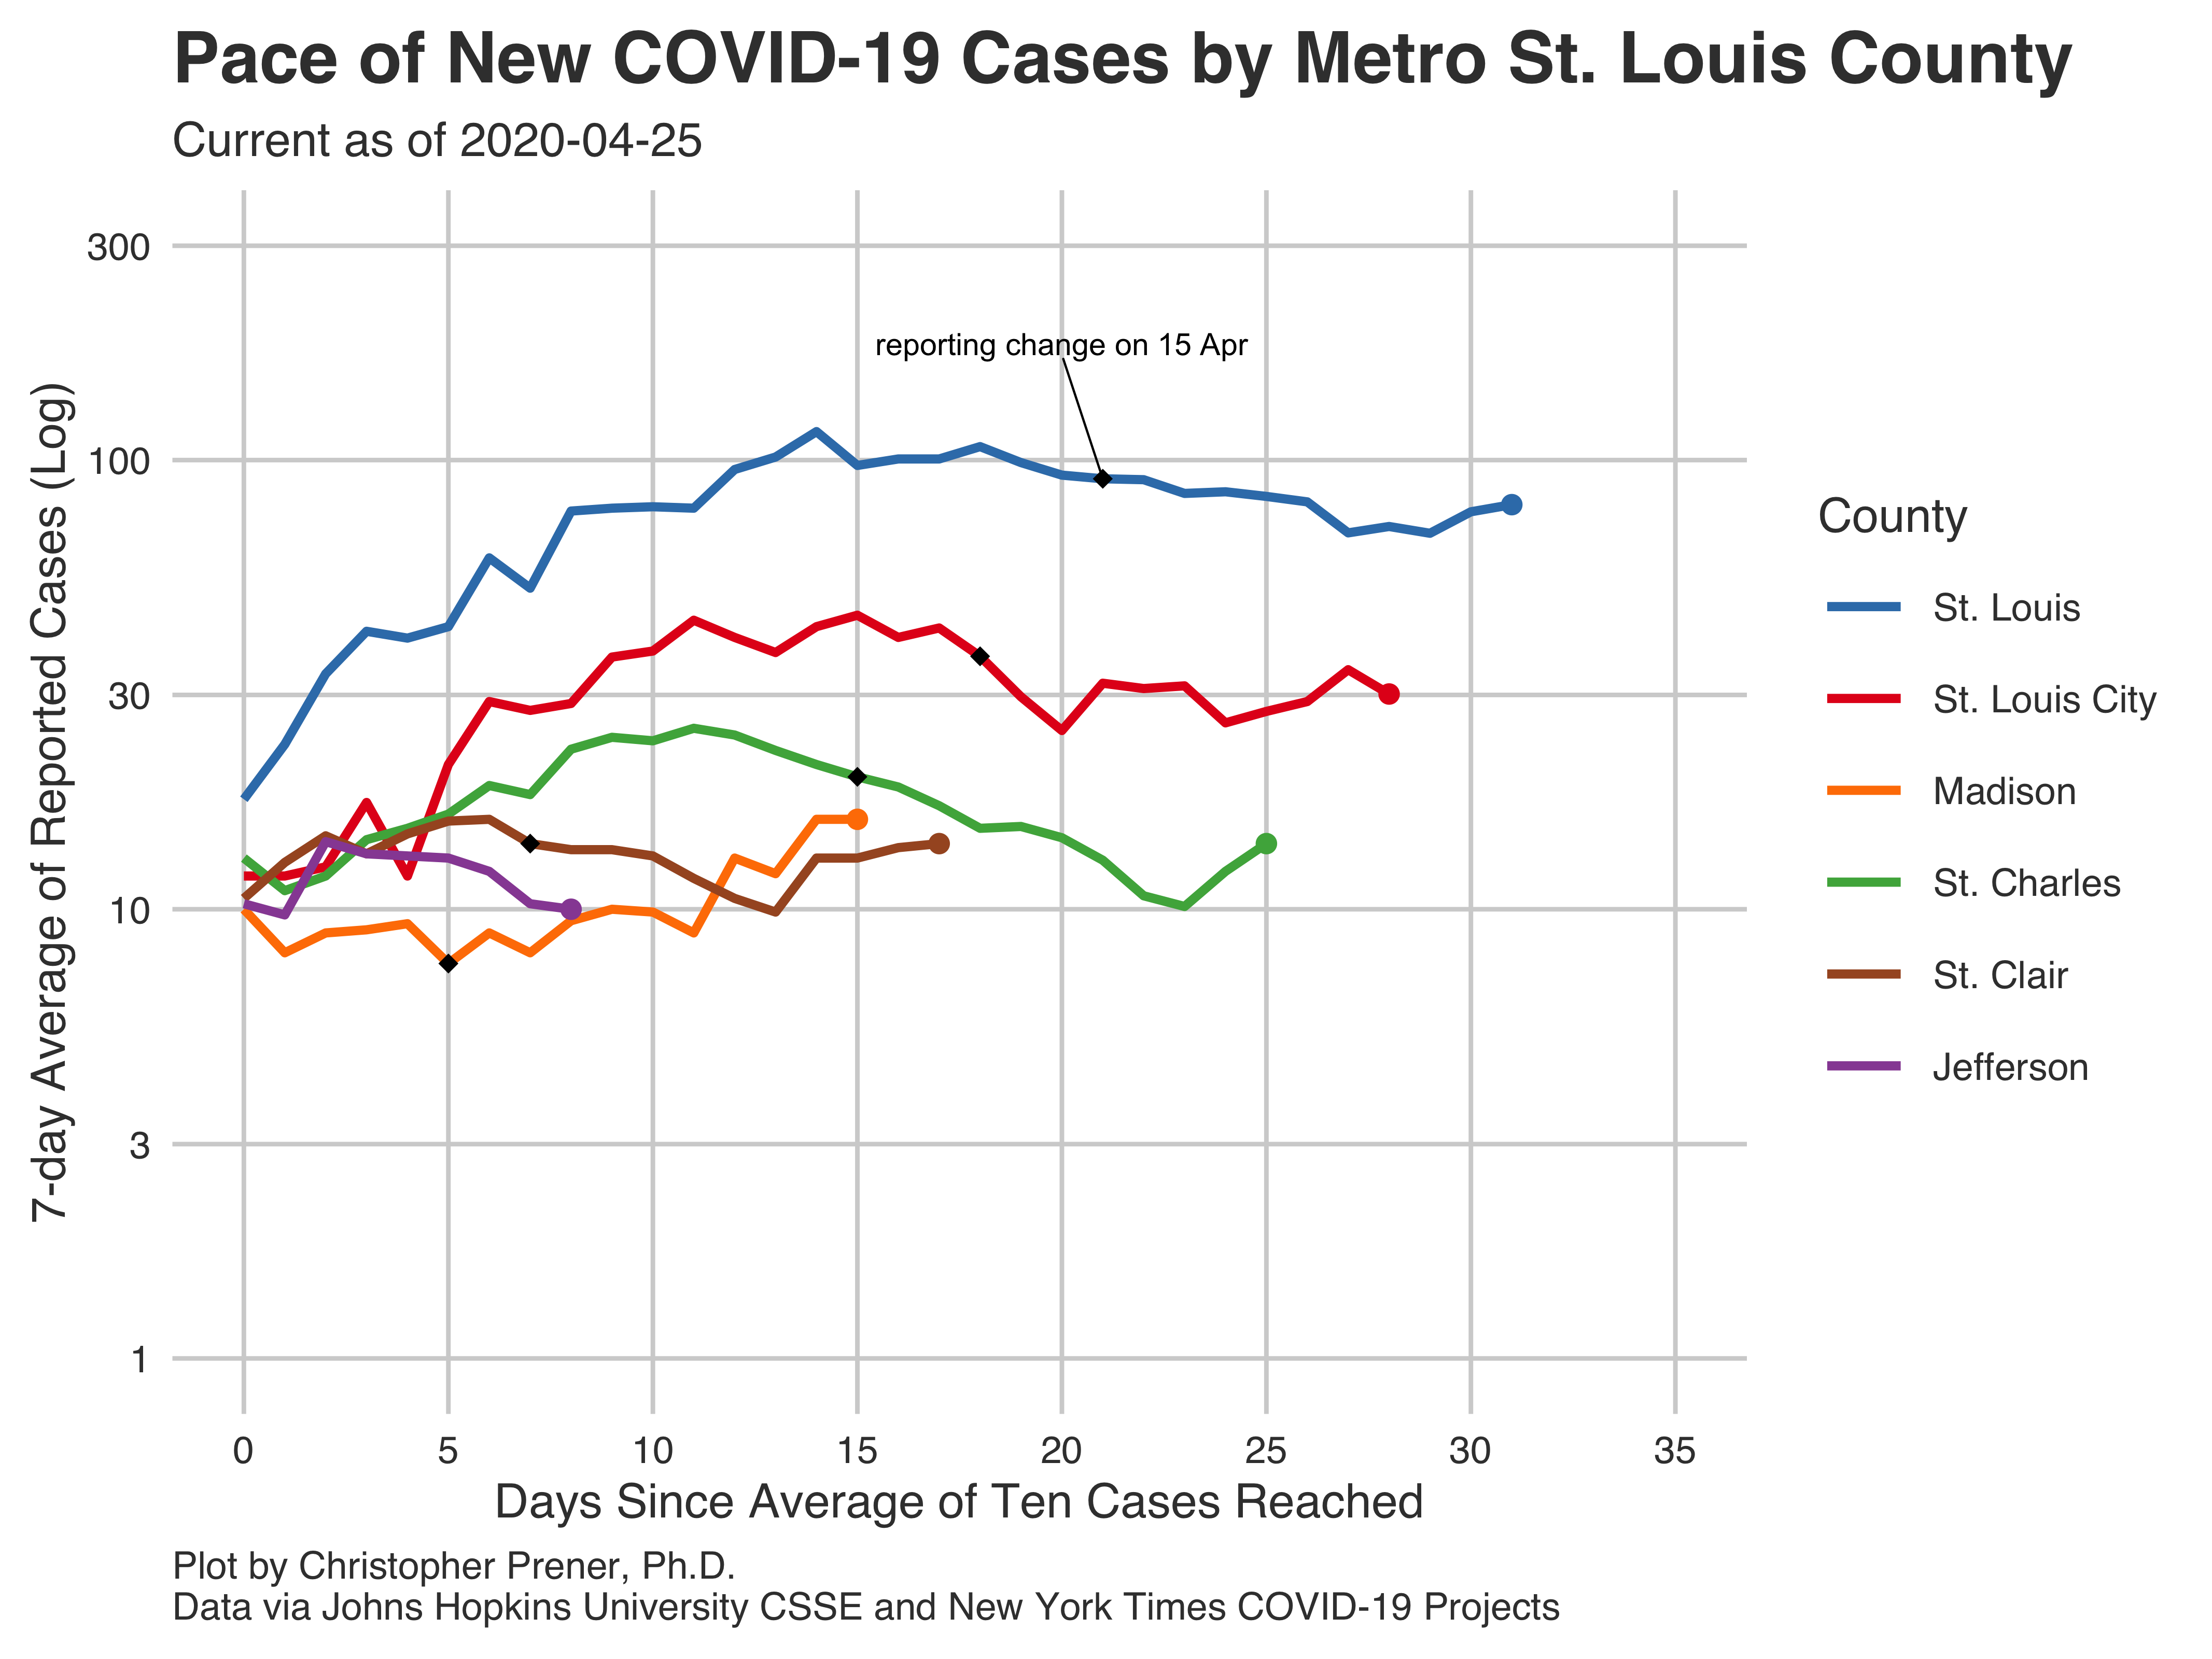 Pace of New COVID-19 Cases by Metro St. Louis County
Current as of 2020-04-25
7-day Average of Reported Cases (Log)
300
100
30
10
3
1
reporting change on 15 Apr
0 5 10 15 20 25 30 35
Days Since Average of Ten Cases Reached
County
St. Louis
St. Louis City
Madison
St. Charles
St. Clair
Jefferson
Plot by Christopher Prener, Ph.D.
Data via Johns Hopkins University CSSE and New York Times COVID-19 Projects